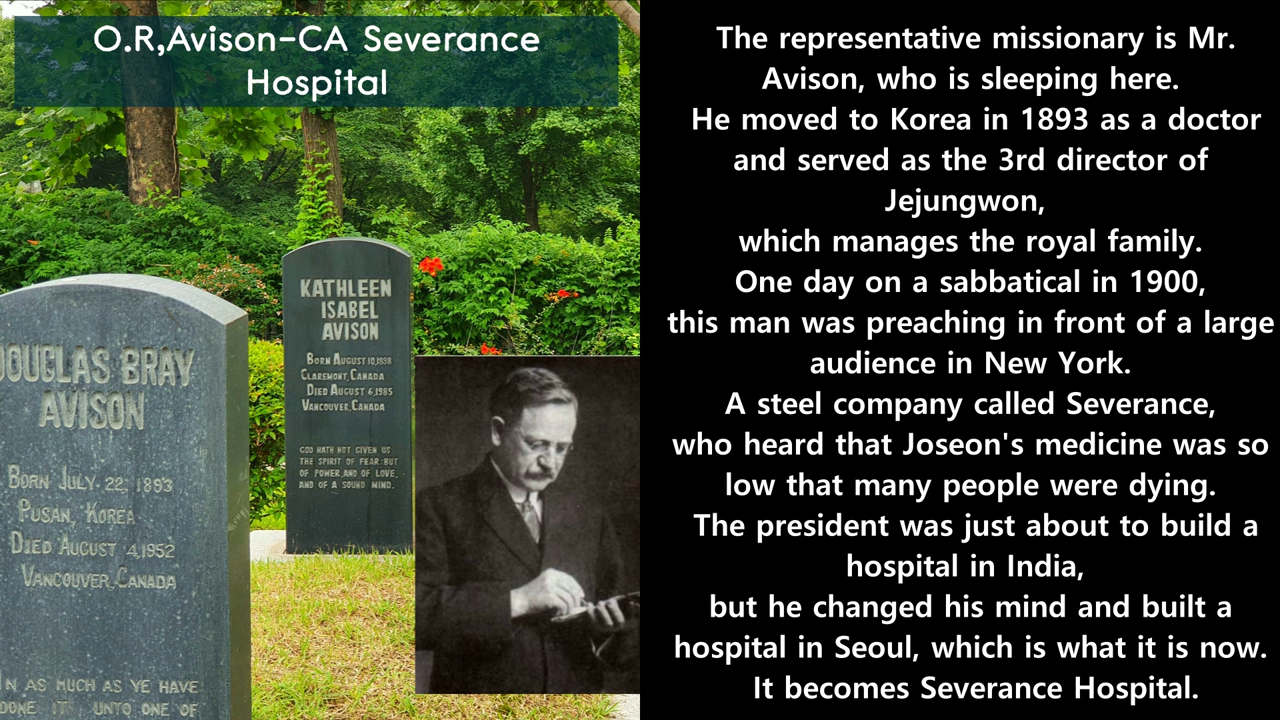 O.R,Avison-CA Severance
Hospital
KATHLEEN
ISABEL
AVISON
BORN AUGUST 10,1898
CLAREMONT, CANADA
DIED AUGUST 6,1985
VANCOUVER, CANADA
GOD HATH NOT GIVEN US
THE SPIRIT OF FEAR: BUT
OF POWER, AND OF LOVE,
AND OF A SOUND MIND.
DOUGLAS BRAY
AVISON
BORN JULY 22, 1893
PUSAN, KOREA
DIED AUGUST 4,1952
VANCOUVER, CANADA
IN AS MUCH AS YE HAVE
DONE IT UNTO ONE OF
The representative missionary is Mr.
Avison, who is sleeping here.
He moved to Korea in 1893 as a doctor
and served as the 3rd director of
Jejungwon,
which manages the royal family.
One day on a sabbatical in 1900,
this man was preaching in front of a large
audience in New York.
A steel company called Severance,
who heard that Joseon's medicine was so
low that many people were dying.
The president was just about to build a
hospital in India,
but he changed his mind and built a
hospital in Seoul, which is what it is now.
It becomes Severance Hospital.